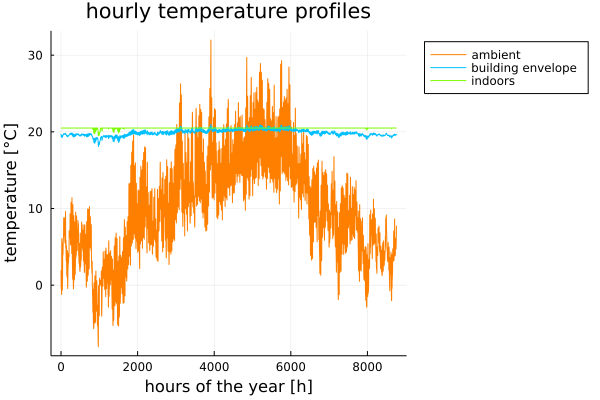 hourly temperature profiles
ambient
building envelope
indoors
temperature [°C]
30
20
10
0
0 2000 4000 6000 8000
hours of the year [h]